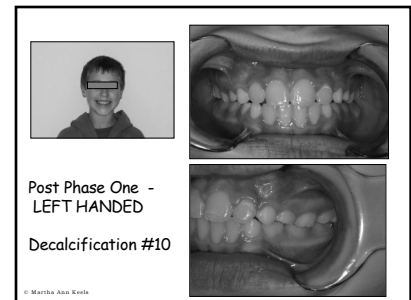 Post Phase One -
LEFT HANDED
Decalcification #10
© Martha Ann Keels